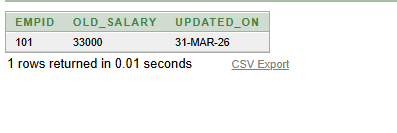 EMPID OLD_SALARY UPDATED_ON
101 33000 31-MAR-26
1 rows returned in 0.01 seconds CSV Export